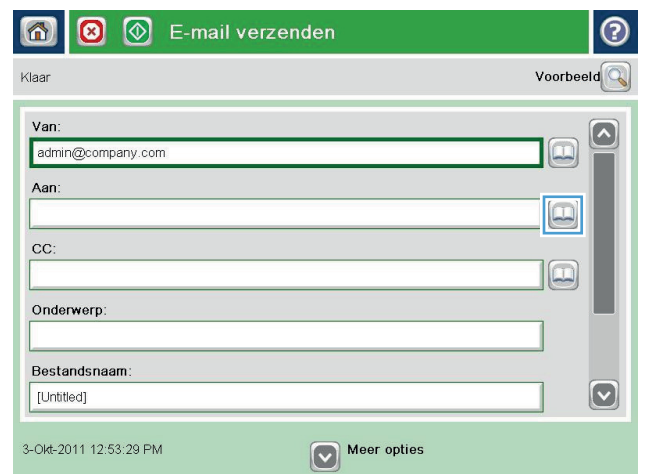 E-mail verzenden
Klaar
Voorbeeld
Van:
admin@company.com
Aan:
CC:
Onderwerp:
Bestandsnaam:
[Untitled]
3-Okt-2011 12:53:29 PM
Meer opties